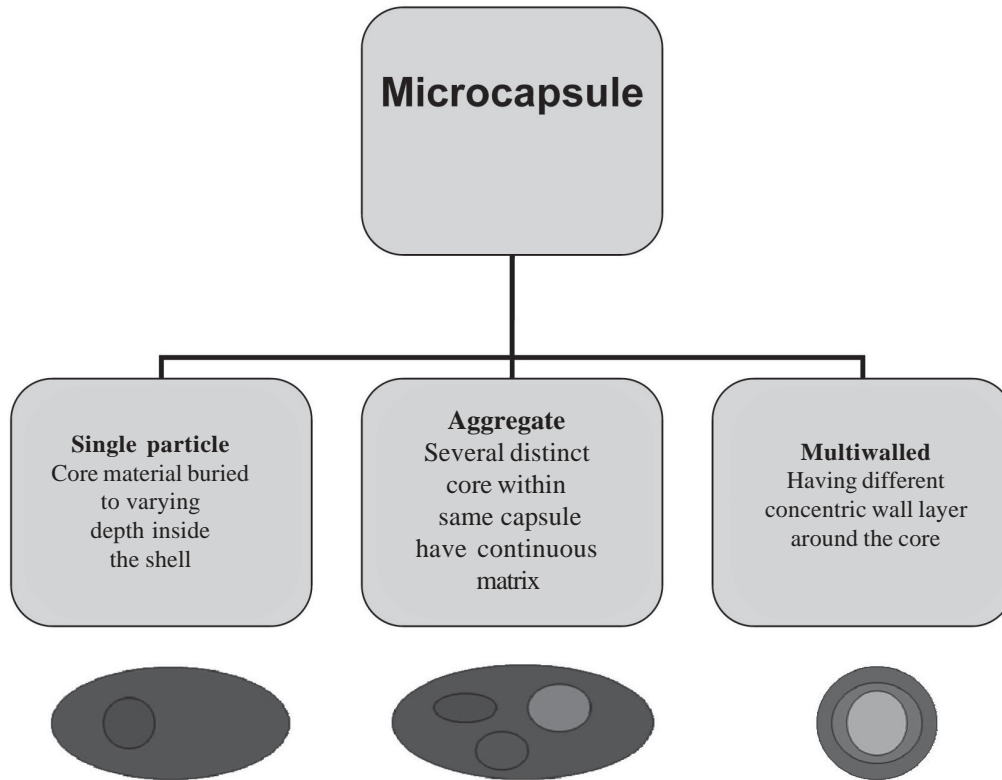 Microcapsule
Single particle
Core material buried
to varying
depth inside
the shell
Aggregate
Several distinct
core within
same capsule
have continuous
matrix
Multiwalled
Having different
concentric wall layer
around the core